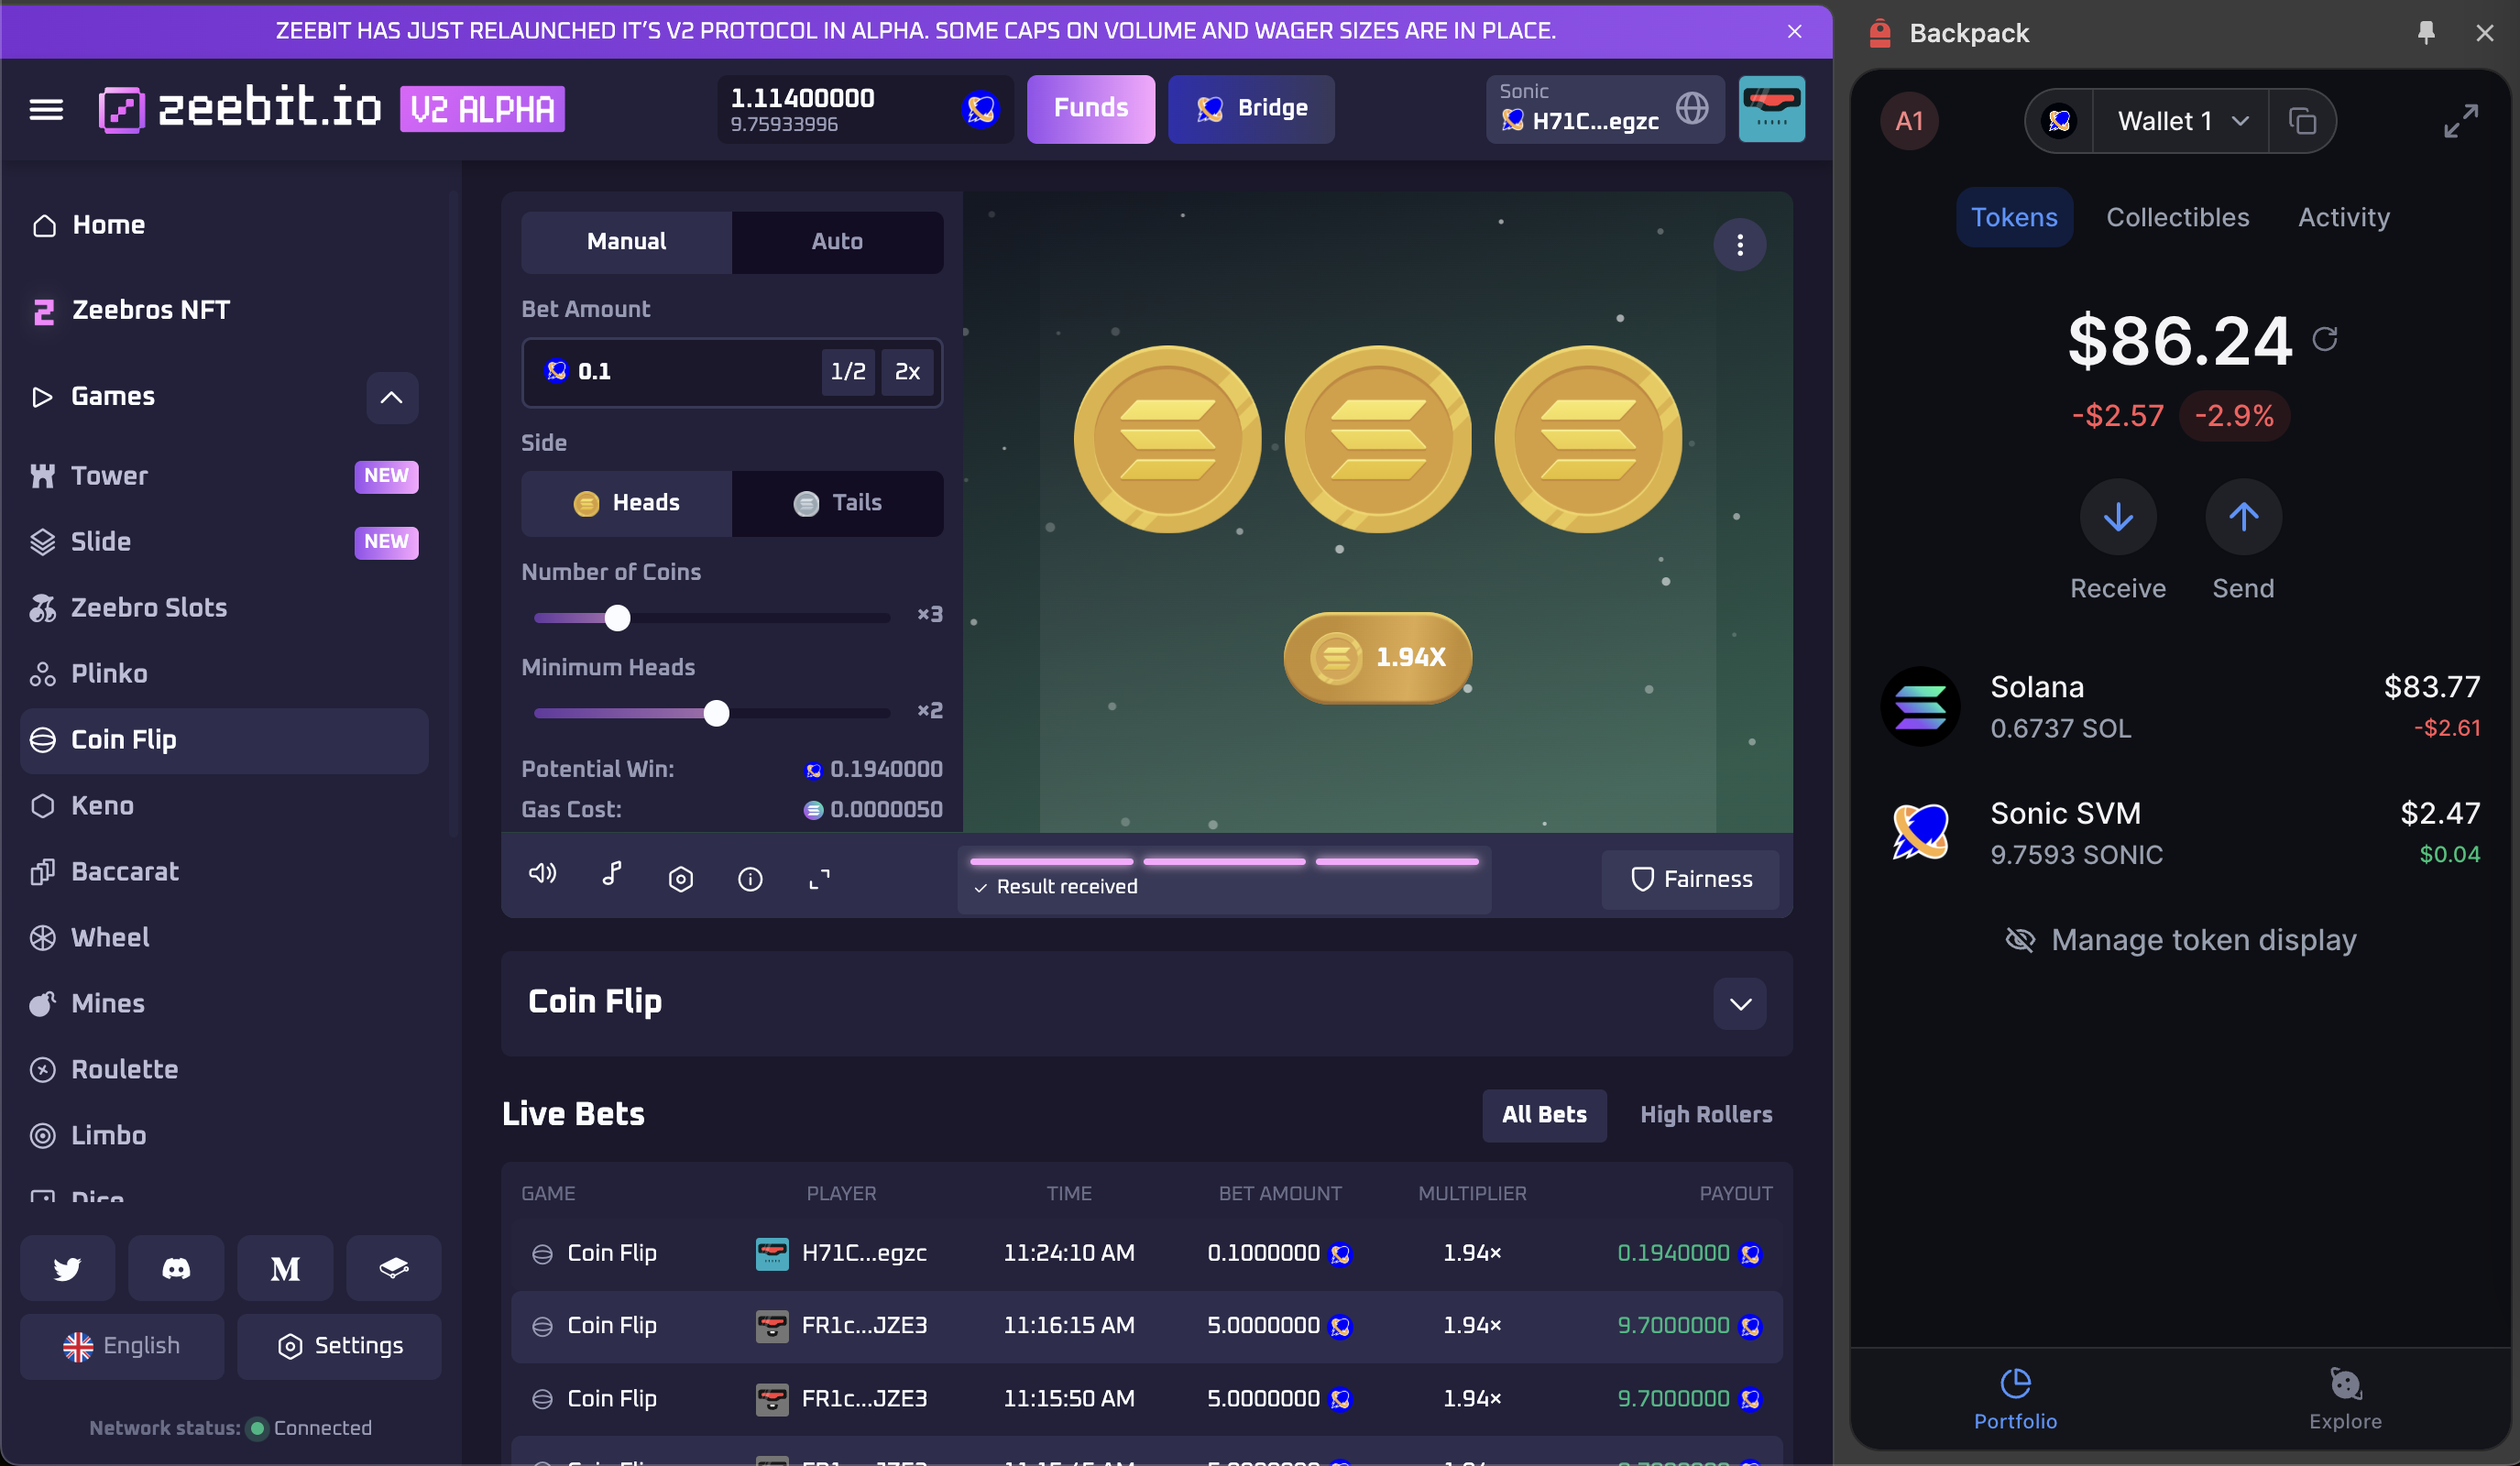 ZEEBIT HAS JUST RELAUNCHED IT'S V2 PROTOCOL IN ALPHA. SOME CAPS ON VOLUME AND WAGER SIZES ARE IN PLACE.
zeebit.io V2 ALPHA
1.11400000
9.75933996
Funds
Bridge
Sonic
H71C...egzc
Home
Zeebros NFT
Games
Tower NEW
Slide NEW
Zeebro Slots
Plinko
Coin Flip
Keno
Baccarat
Wheel
Mines
Roulette
Limbo
Dice
English
Settings
Network status: Connected
Manual Auto
Bet Amount
0.1 1/2 2x
Side
Heads Tails
Number of Coins
×3
Minimum Heads
×2
Potential Win: 0.1940000
Gas Cost: 0.0000050
1.94X
Result received
Fairness
Coin Flip
Live Bets
All Bets High Rollers
GAME PLAYER TIME BET AMOUNT MULTIPLIER PAYOUT
Coin Flip H71C...egzc 11:24:10 AM 0.1000000 1.94× 0.1940000
Coin Flip FR1c...JZE3 11:16:15 AM 5.0000000 1.94× 9.7000000
Coin Flip FR1c...JZE3 11:15:50 AM 5.0000000 1.94× 9.7000000
Backpack
A1
Wallet 1
Tokens Collectibles Activity
$86.24
-$2.57 -2.9%
Receive Send
Solana $83.77
0.6737 SOL -$2.61
Sonic SVM $2.47
9.7593 SONIC $0.04
Manage token display
Portfolio Explore